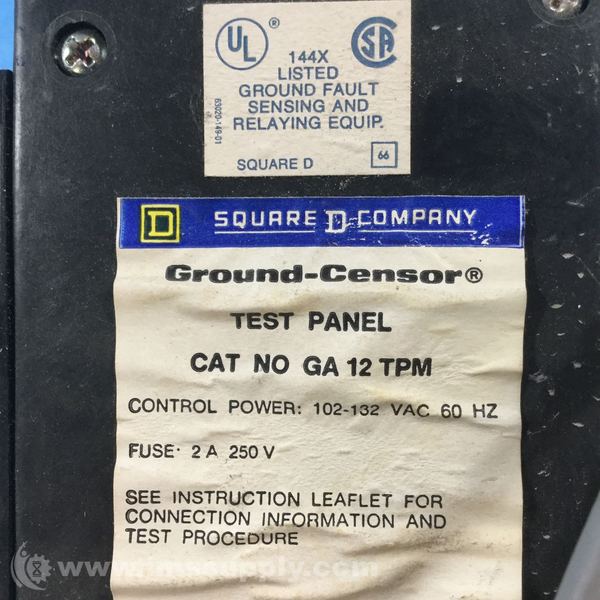 UL ®
SA
144X
LISTED
GROUND FAULT
SENSING AND
RELAYING EQUIP.
SQUARE D
66
63020-149-01
D SQUARE D COMPANY
Ground-Censor®
TEST PANEL
CAT NO GA 12 TPM
CONTROL POWER: 102-132 VAC 60 HZ
FUSE: 2 A 250 V
SEE INSTRUCTION LEAFLET FOR
CONNECTION INFORMATION AND
TEST PROCEDURE
www.imssupply.com